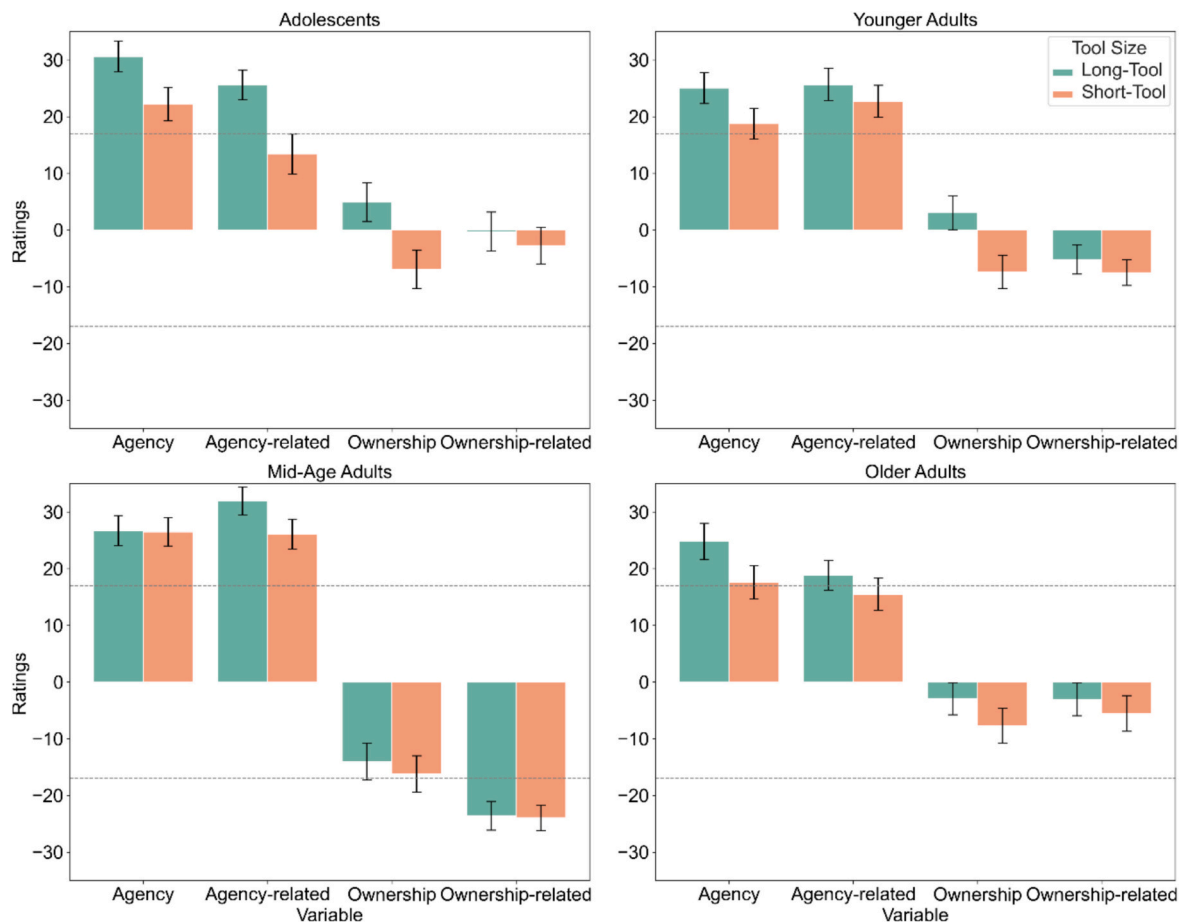 Adolescents
Younger Adults
Tool Size
Long-Tool
Short-Tool
Ratings
30
20
10
0
−10
−20
−30
30
20
10
0
−10
−20
−30
Agency Agency-related Ownership Ownership-related
Agency Agency-related Ownership Ownership-related
Mid-Age Adults
Older Adults
Ratings
30
20
10
0
−10
−20
−30
30
20
10
0
−10
−20
−30
Agency Agency-related Ownership Ownership-related
Variable
Agency Agency-related Ownership Ownership-related
Variable